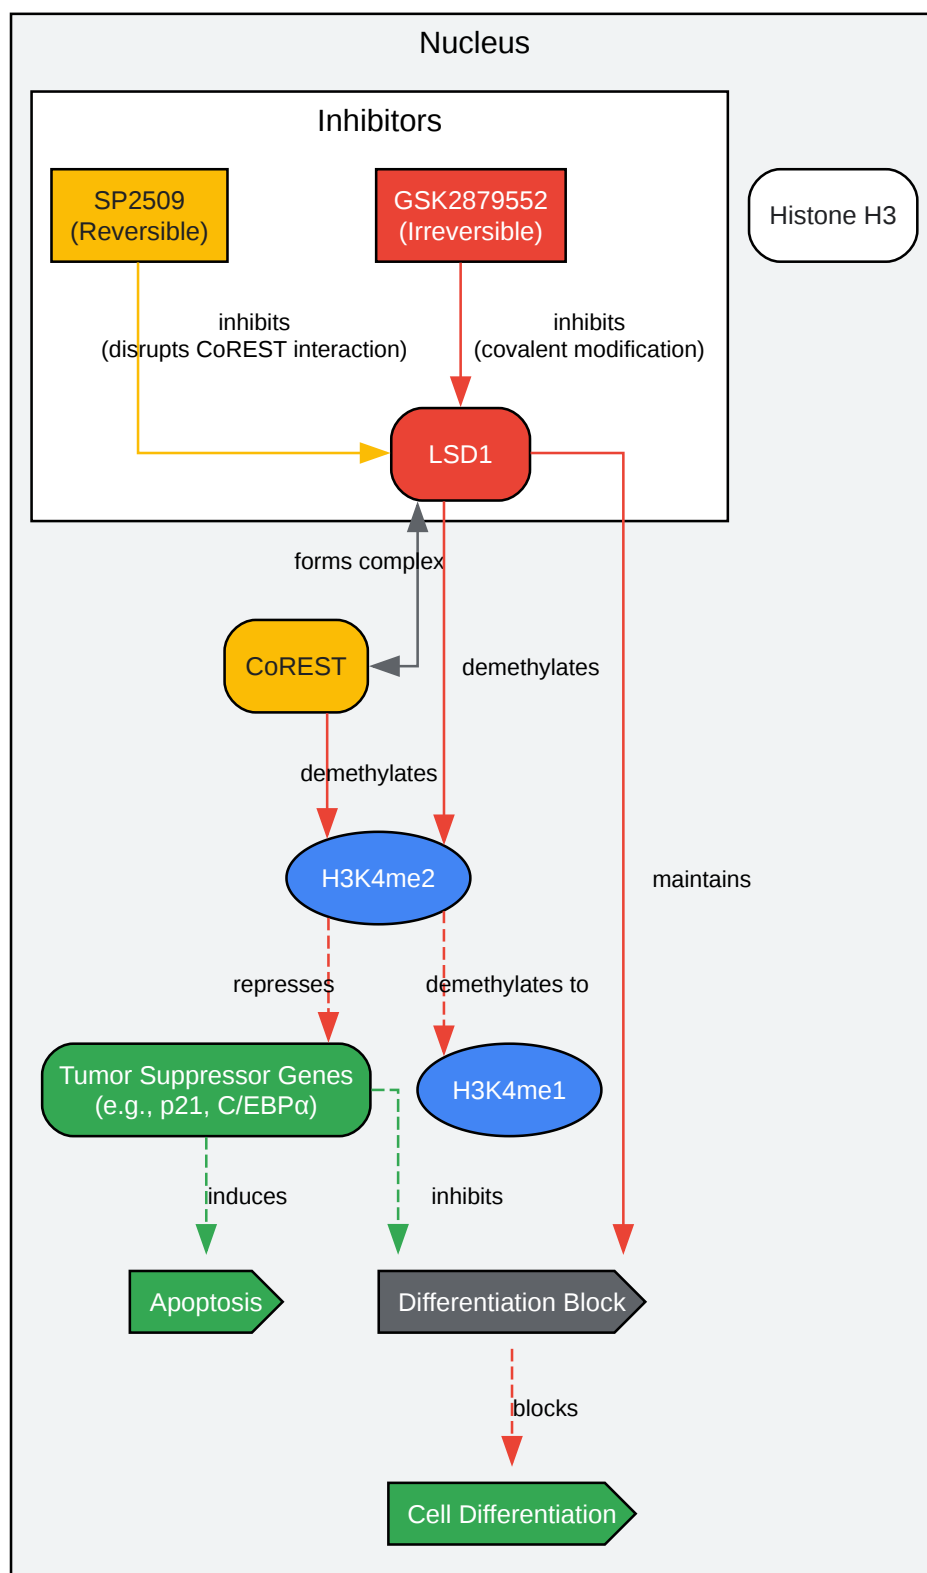 Nucleus
Inhibitors
SP2509
(Reversible)
GSK2879552
(Irreversible)
Histone H3
inhibits
(disrupts CoREST interaction)
inhibits
(covalent modification)
LSD1
forms complex
CoREST
demethylates
demethylates
H3K4me2
maintains
represses
demethylates to
Tumor Suppressor Genes
(e.g., p21, C/EBPα)
H3K4me1
induces
inhibits
Apoptosis
Differentiation Block
blocks
Cell Differentiation